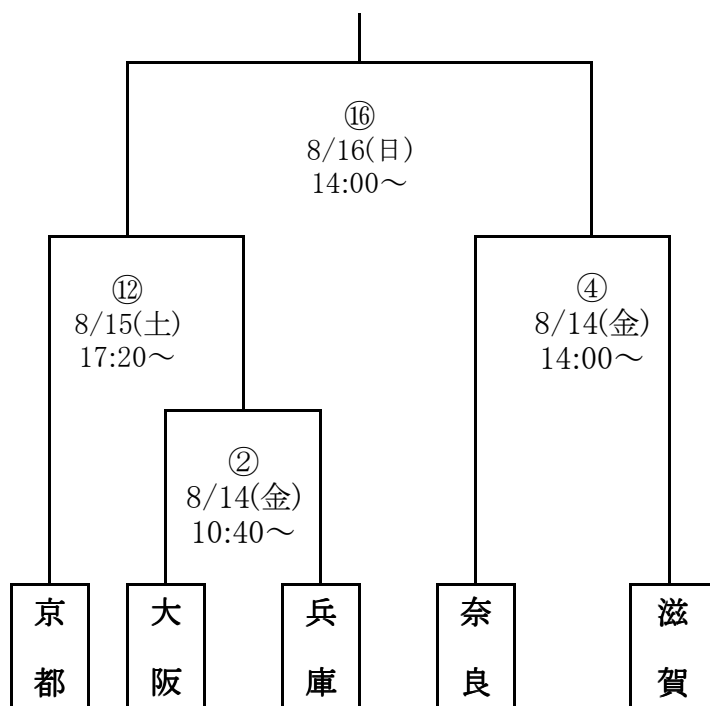 ⑯
8/16(日)
14:00～
⑫
8/15(土)
17:20～
④
8/14(金)
14:00～
②
8/14(金)
10:40～
京都
大阪
兵庫
奈良
滋賀